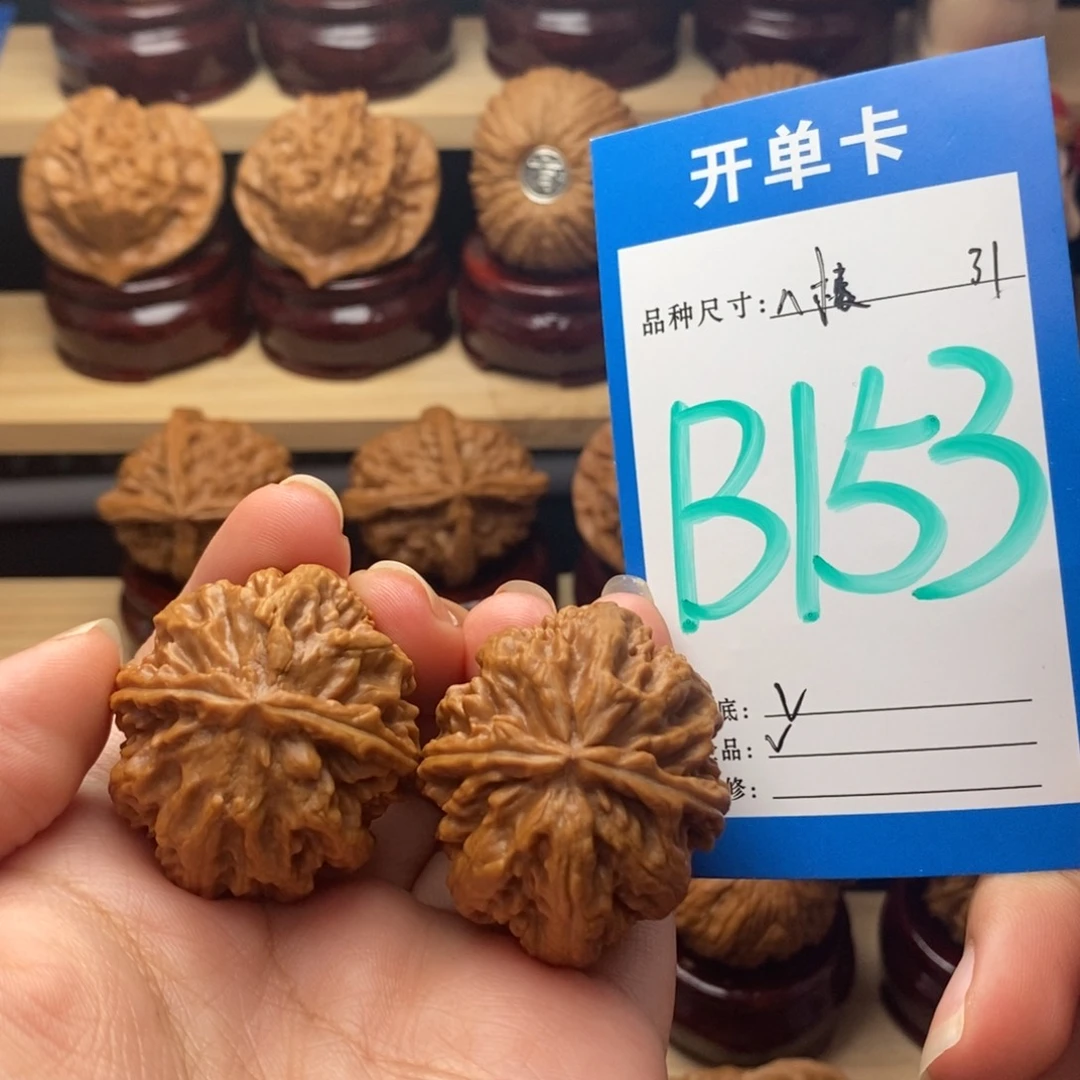 开单卡
品种尺寸: 八棱 31
B153
底: √
品: √
修: